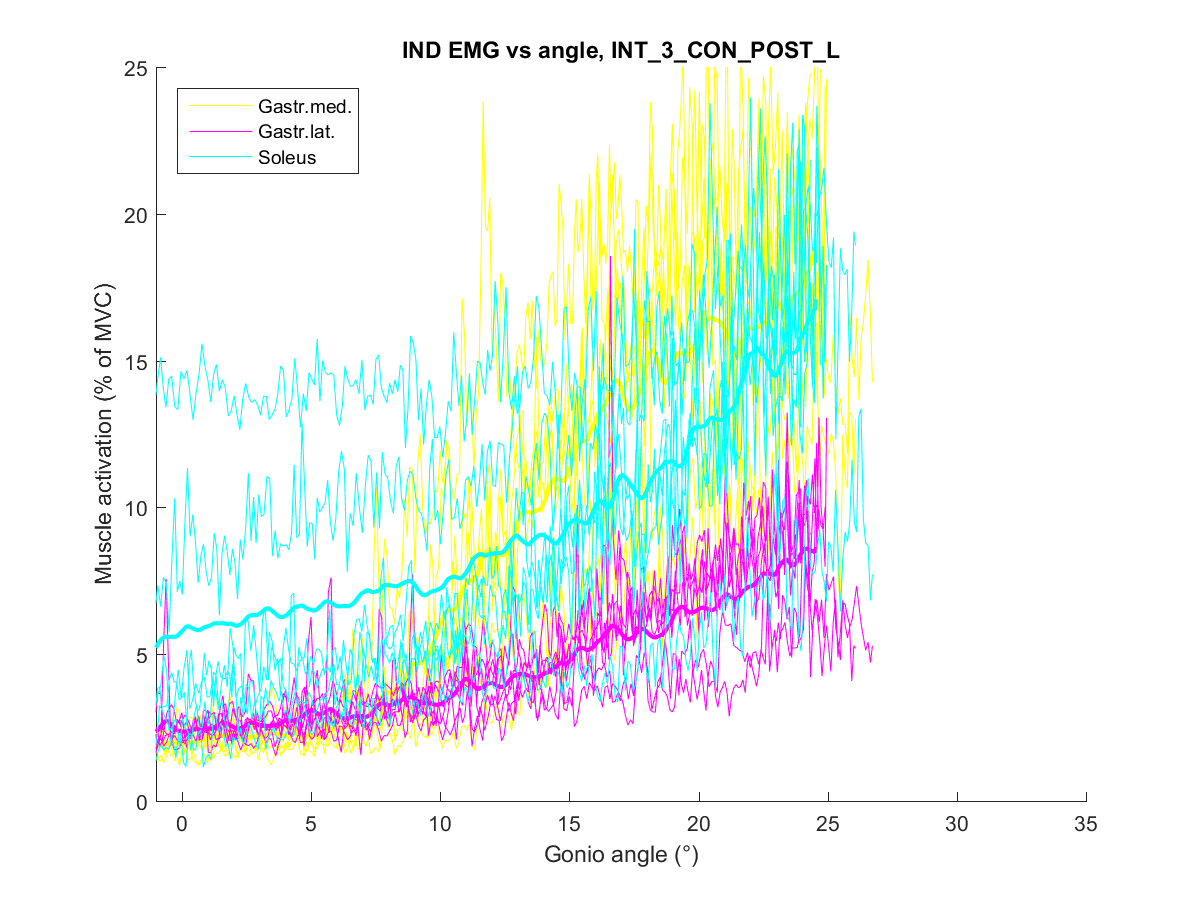 IND EMG vs angle, INT_3_CON_POST_L
25
20
15
10
5
0
Gastr.med.
Gastr.lat.
Soleus
Muscle activation (% of MVC)
0 5 10 15 20 25 30 35
Gonio angle (°)